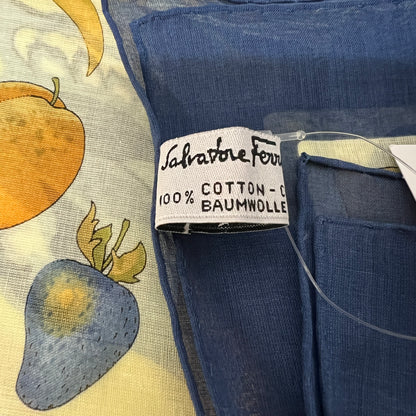 Salvatore Ferr
100% COTTON - C
BAUMWOLLE